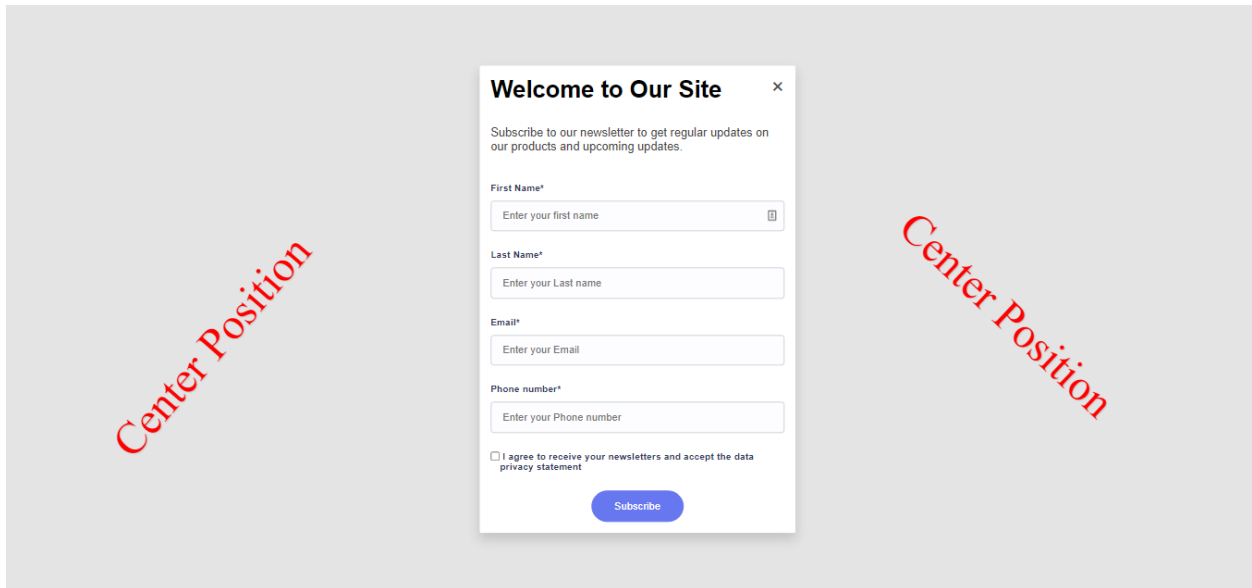 Welcome to Our Site
×
Subscribe to our newsletter to get regular updates on
our products and upcoming updates.
First Name*
Enter your first name
Last Name*
Enter your Last name
Email*
Enter your Email
Phone number*
Enter your Phone number
I agree to receive your newsletters and accept the data
privacy statement
Subscribe
Center Position
Center Position